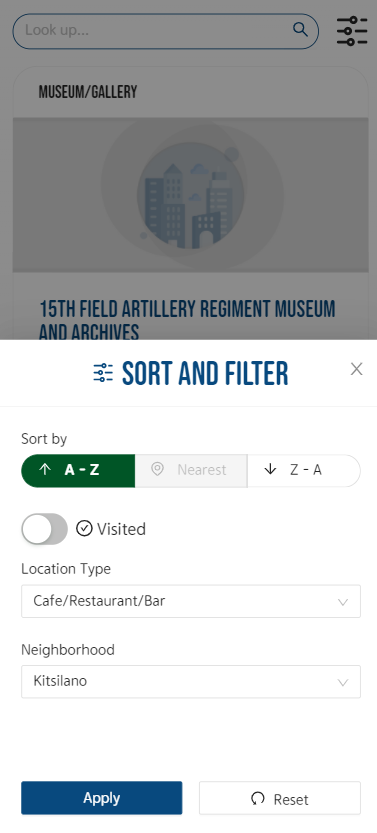 Look up...
MUSEUM/GALLERY
15TH FIELD ARTILLERY REGIMENT MUSEUM
AND ARCHIVES
SORT AND FILTER
Sort by
A - Z
Nearest
Z - A
Visited
Location Type
Cafe/Restaurant/Bar
Neighborhood
Kitsilano
Apply
Reset